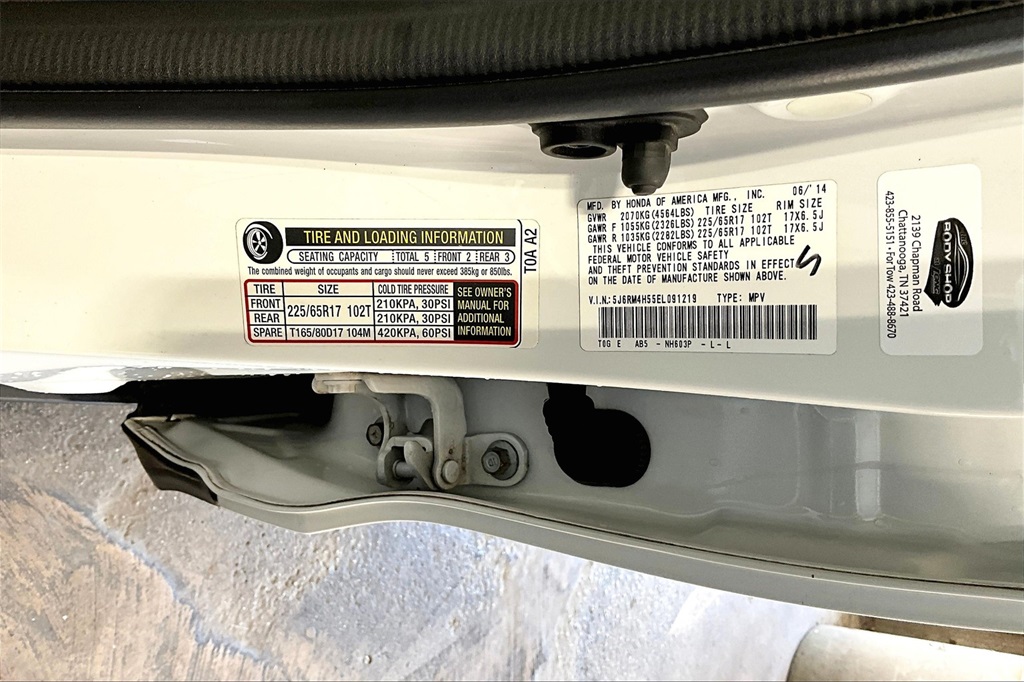 TIRE AND LOADING INFORMATION
SEATING CAPACITY TOTAL 5 FRONT 2 REAR 3
The combined weight of occupants and cargo should never exceed 385kg or 850lbs.
TIRE SIZE COLD TIRE PRESSURE
FRONT 225/65R17 102T 210KPA, 30PSI
REAR 210KPA, 30PSI
SPARE T165/80D17 104M 420KPA, 60PSI
SEE OWNER'S
MANUAL FOR
ADDITIONAL
INFORMATION
T0A A2
MFD. BY HONDA OF AMERICA MFG., INC. 06/'14
GVWR 2070KG(4564LBS) TIRE SIZE RIM SIZE
GAWR F 1055KG(2326LBS) 225/65R17 102T 17X6.5J
GAWR R 1035KG(2282LBS) 225/65R17 102T 17X6.5J
THIS VEHICLE CONFORMS TO ALL APPLICABLE
FEDERAL MOTOR VEHICLE SAFETY
AND THEFT PREVENTION STANDARDS IN EFFECT
ON THE DATE OF MANUFACTURE SHOWN ABOVE.
V.I.N.: 5J6RM4H55EL091219 TYPE: MPV
T0G E AB5 - NH603P - L - L
BODY SHOP
2139 Chapman Road
Chattanooga, TN 37421
423-855-5151 • For Tow 423-488-8670